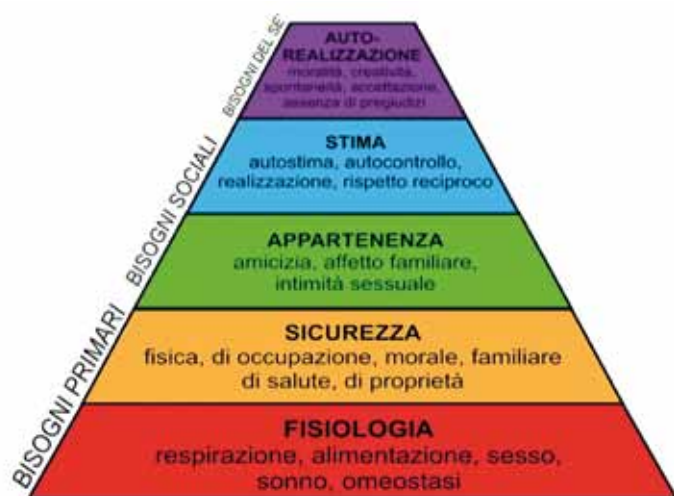 AUTO-
REALIZZAZIONE
moralità, creatività,
spontaneità, accettazione,
assenza di pregiudizi
STIMA
autostima, autocontrollo,
realizzazione, rispetto reciproco
APPARTENENZA
amicizia, affetto familiare,
intimità sessuale
SICUREZZA
fisica, di occupazione, morale, familiare
di salute, di proprietà
FISIOLOGIA
respirazione, alimentazione, sesso,
sonno, omeostasi
BISOGNI DEL SE'
BISOGNI SOCIALI
BISOGNI PRIMARI